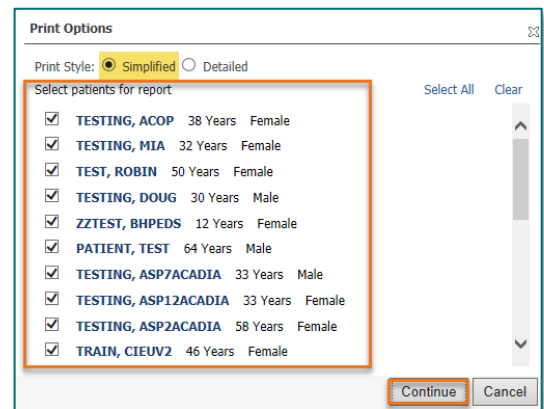 Print Options
Print Style: Simplified Detailed
Select patients for report Select All Clear
TESTING, ACOP 38 Years Female
TESTING, MIA 32 Years Female
TEST, ROBIN 50 Years Female
TESTING, DOUG 30 Years Male
ZZTEST, BHPEDS 12 Years Female
PATIENT, TEST 64 Years Male
TESTING, ASP7ACADIA 33 Years Male
TESTING, ASP12ACADIA 33 Years Female
TESTING, ASP2ACADIA 58 Years Female
TRAIN, CIEUV2 46 Years Female
Continue Cancel